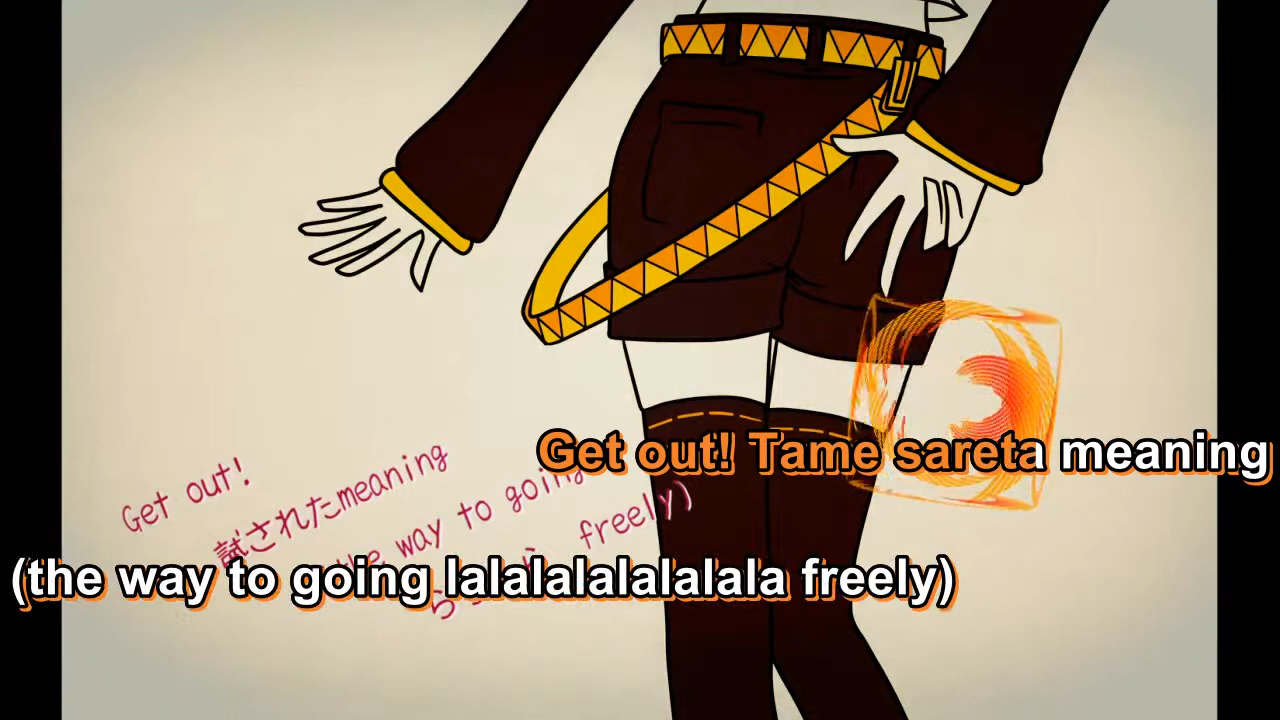 Get out! Tame sareta meaning
Get out!
試されたmeaning
the way to going
freely)
(the way to going lalalalalalalala freely)